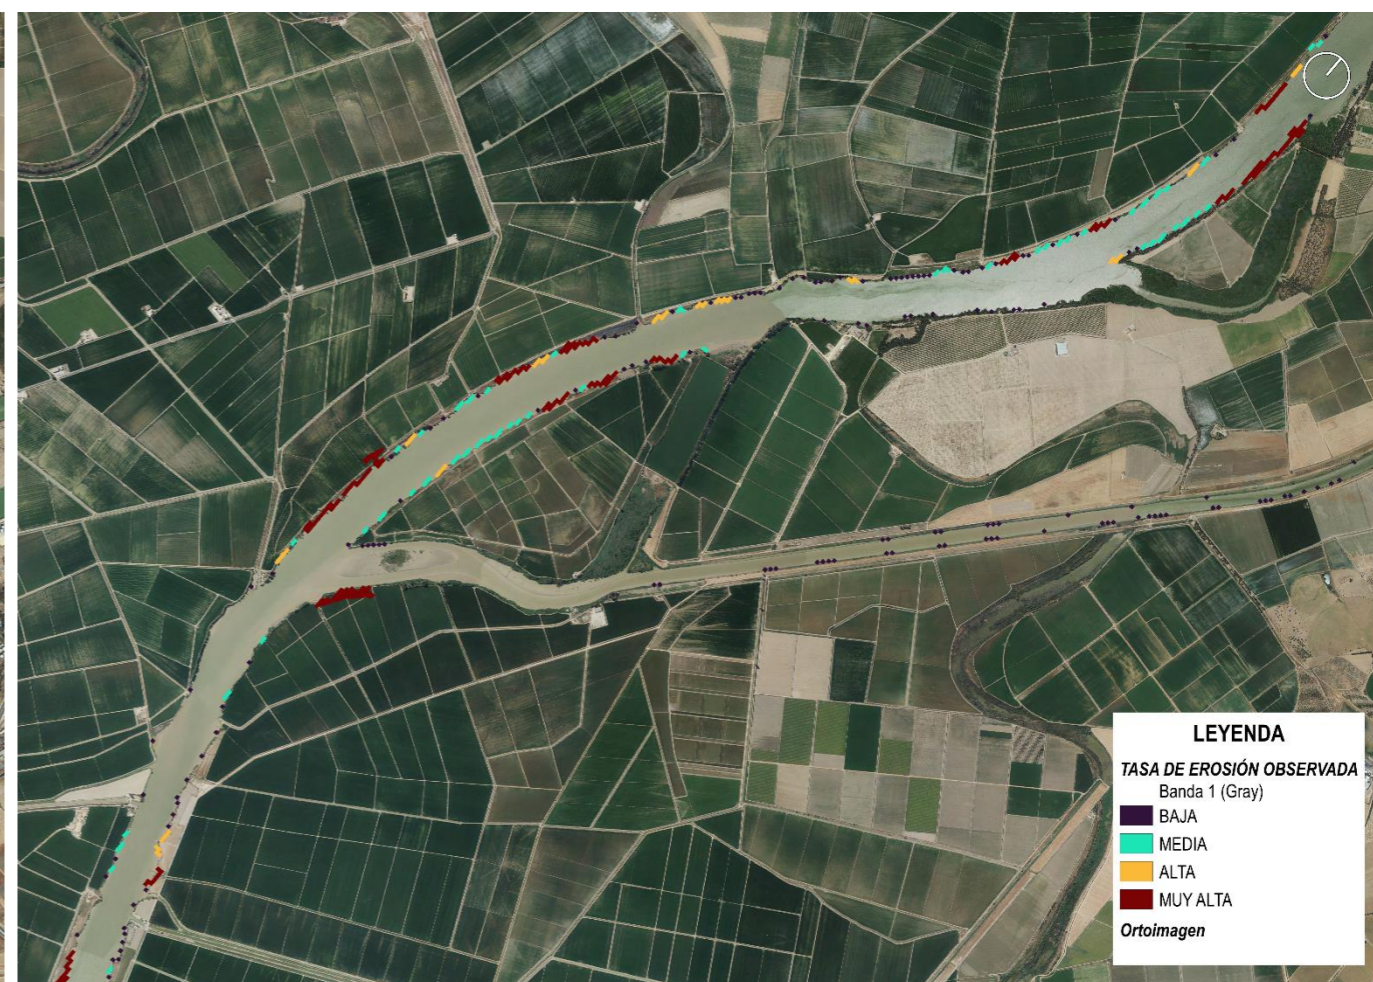 LEYENDA
TASA DE EROSIÓN OBSERVADA
Banda 1 (Gray)
BAJA
MEDIA
ALTA
MUY ALTA
Ortoimagen